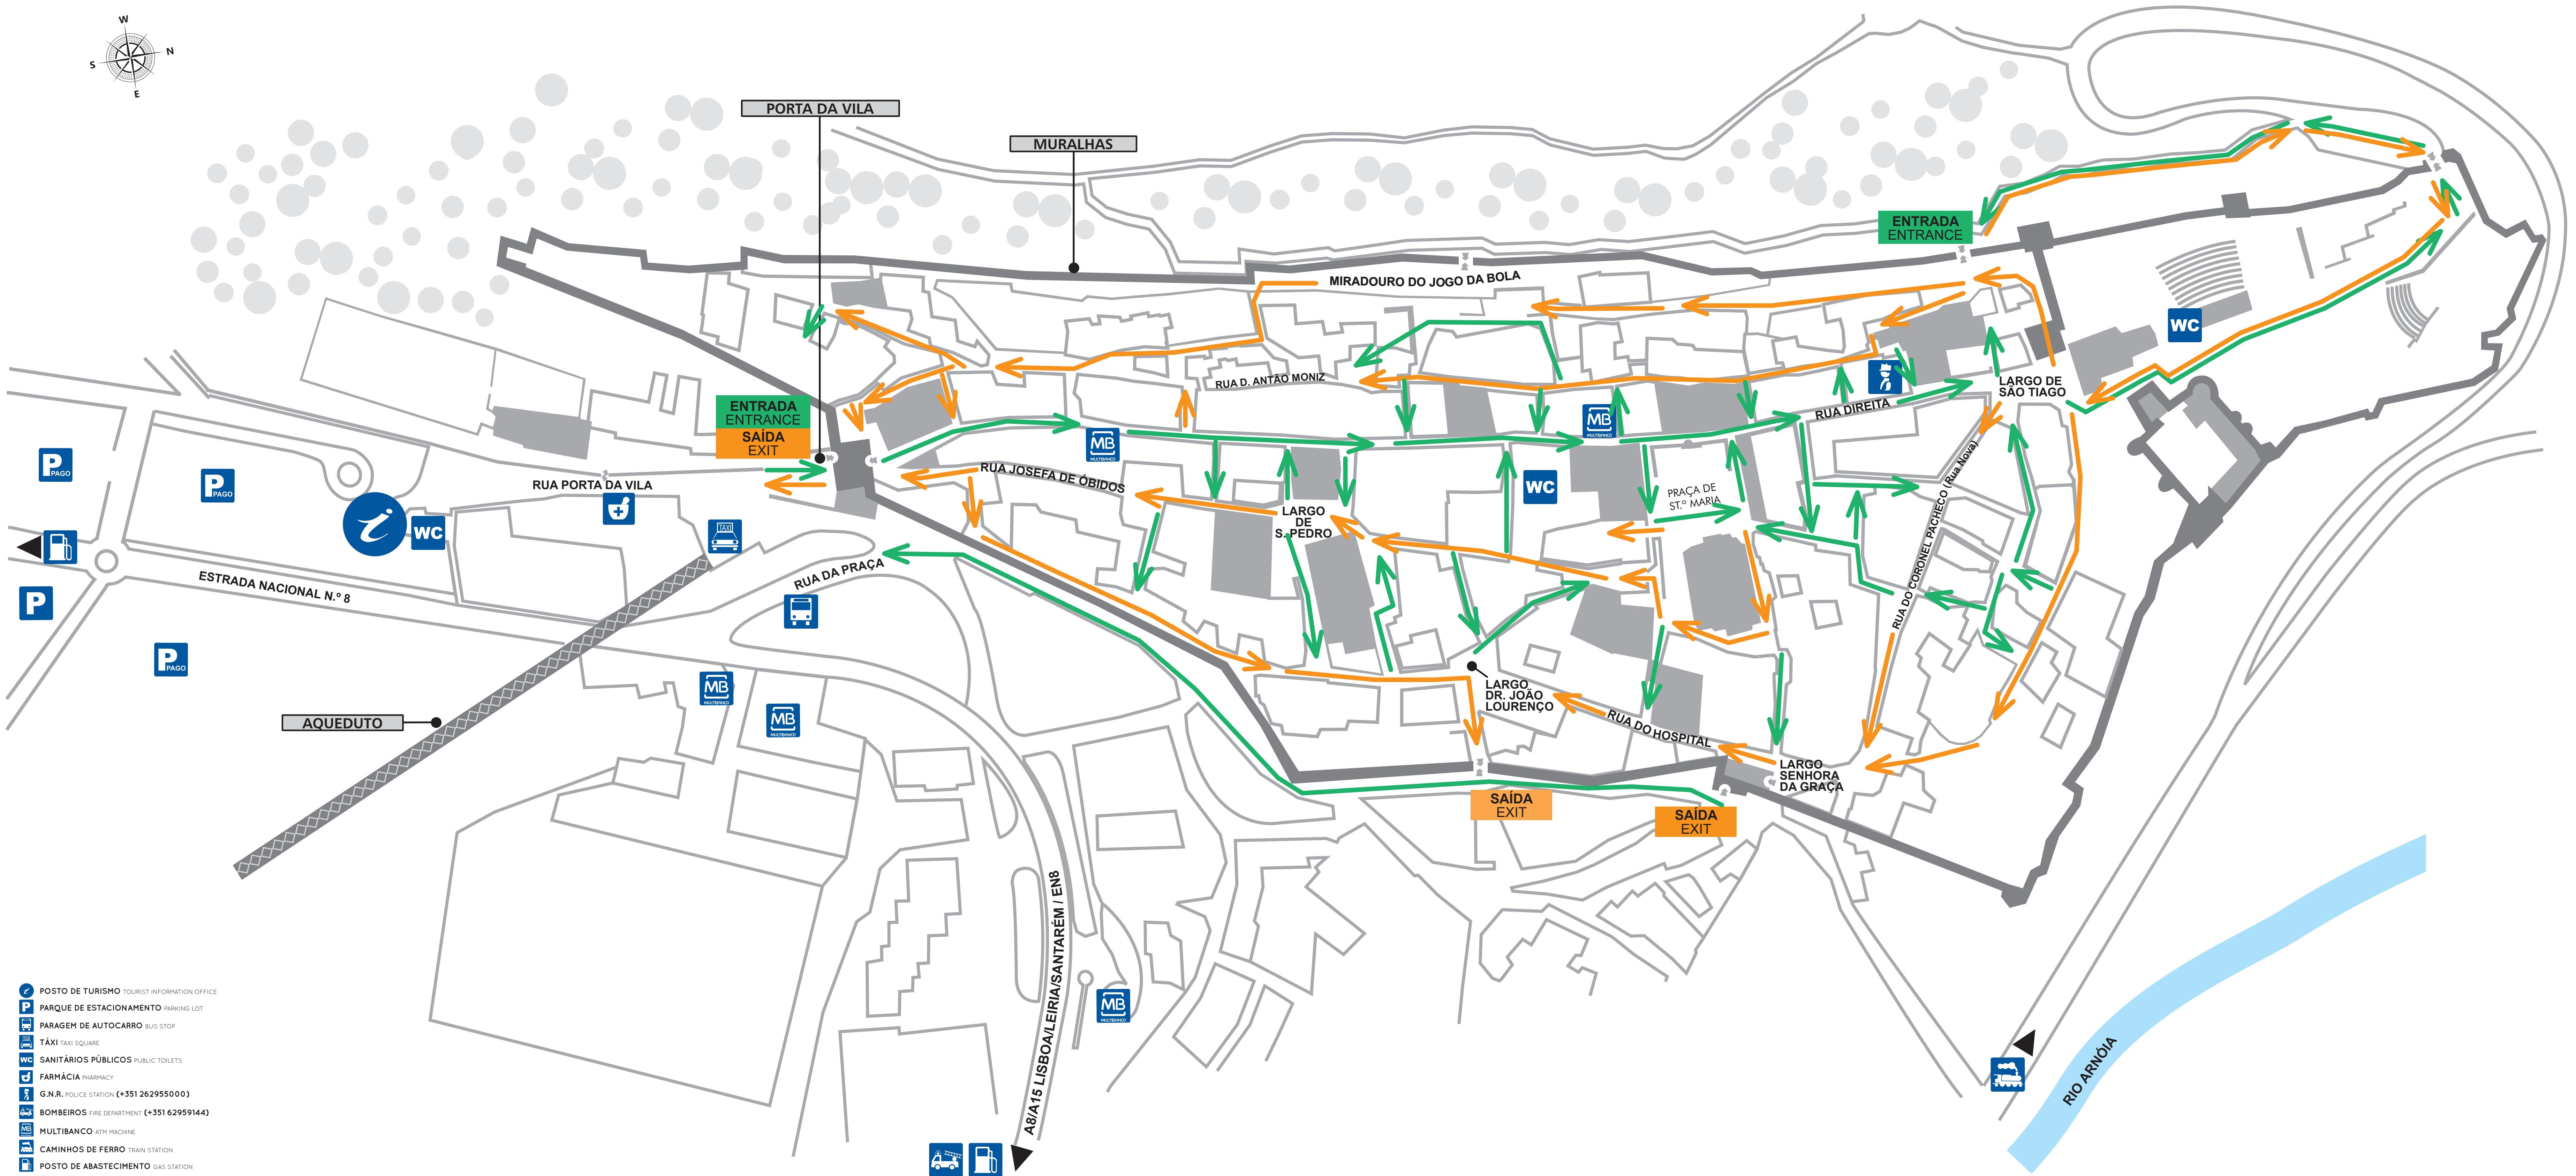 W
N
S
E
PORTA DA VILA
MURALHAS
ENTRADA
ENTRANCE
MIRADOURO DO JOGO DA BOLA
WC
RUA D. ANTÃO MONIZ
LARGO DE
SÃO TIAGO
RUA DIREITA
ENTRADA
ENTRANCE
SAÍDA
EXIT
MB
MULTIBANCO
MB
MULTIBANCO
P
PAGO
P
PAGO
RUA PORTA DA VILA
RUA JOSEFA DE ÓBIDOS
WC
PRAÇA DE
ST.ª MARIA
RUA DO CORONEL PACHECO (Rua Nova)
LARGO
DE
S. PEDRO
i
WC
TAXI
RUA DA PRAÇA
ESTRADA NACIONAL N.º 8
P
P
PAGO
MB
MULTIBANCO
MB
MULTIBANCO
AQUEDUTO
LARGO
DR. JOÃO
LOURENÇO
RUA DO HOSPITAL
LARGO
SENHORA
DA GRAÇA
SAÍDA
EXIT
SAÍDA
EXIT
A8/A15 LISBOA/LEIRIA/SANTARÉM / EN8
MB
MULTIBANCO
RIO ARNÓIA
i POSTO DE TURISMO TOURIST INFORMATION OFFICE
P PARQUE DE ESTACIONAMENTO PARKING LOT
PARAGEM DE AUTOCARRO BUS STOP
TÁXI TAXI SQUARE
WC SANITÁRIOS PÚBLICOS PUBLIC TOILETS
FARMÁCIA PHARMACY
G.N.R. POLICE STATION (+351 262955000)
BOMBEIROS FIRE DEPARTMENT (+351 62959144)
MB MULTIBANCO ATM MACHINE
CAMINHOS DE FERRO TRAIN STATION
POSTO DE ABASTECIMENTO GAS STATION